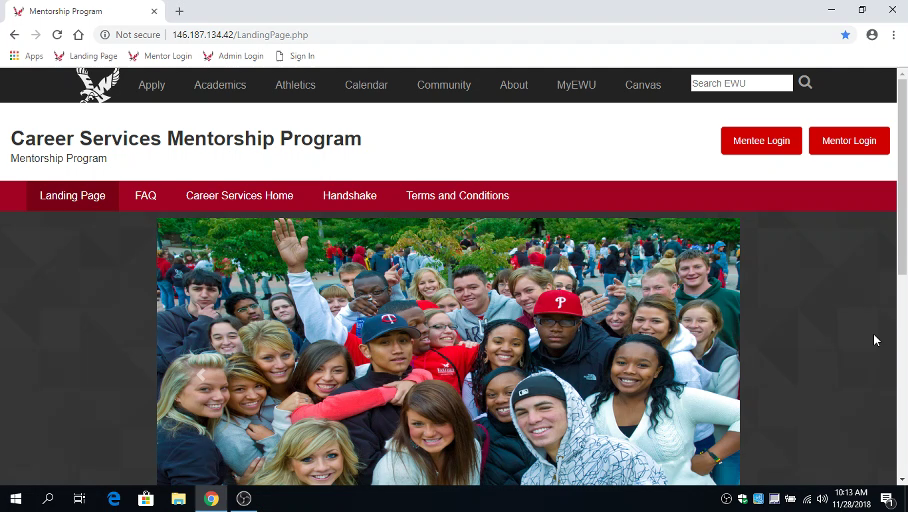 Mentorship Program
Not secure
146.187.134.42/LandingPage.php
Apps
Landing Page
Mentor Login
Admin Login
Sign In
Apply
Academics
Athletics
Calendar
Community
About
MyEWU
Canvas
Search EWU
Career Services Mentorship Program
Mentorship Program
Mentee Login
Mentor Login
Landing Page
FAQ
Career Services Home
Handshake
Terms and Conditions
10:13 AM
11/28/2018